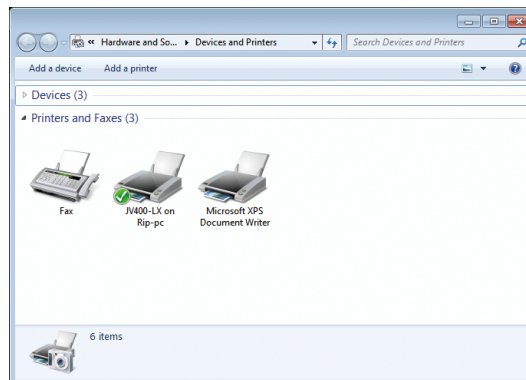 « Hardware and So... ▸ Devices and Printers
Search Devices and Printers
Add a device Add a printer
Devices (3)
Printers and Faxes (3)
Fax
JV400-LX on
Rip-pc
Microsoft XPS
Document Writer
6 items